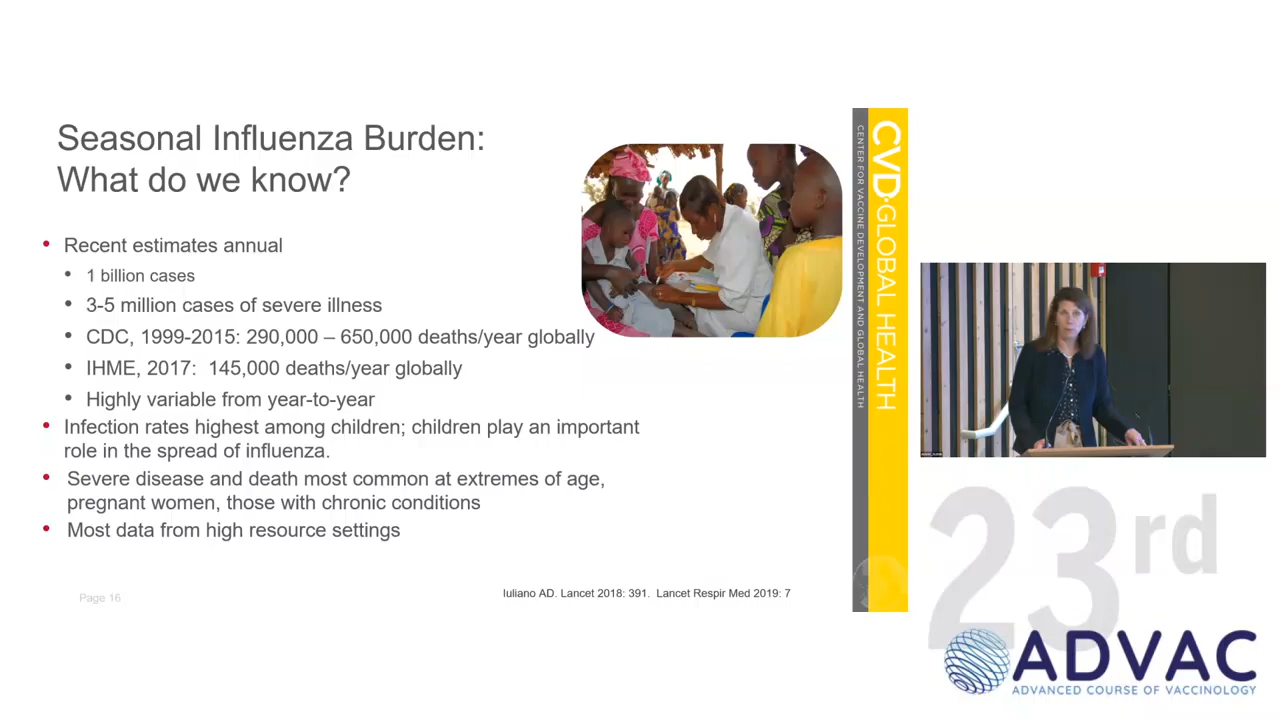 Seasonal Influenza Burden:
What do we know?
• Recent estimates annual
• 1 billion cases
• 3-5 million cases of severe illness
• CDC, 1999-2015: 290,000 – 650,000 deaths/year globally
• IHME, 2017: 145,000 deaths/year globally
• Highly variable from year-to-year
• Infection rates highest among children; children play an important
role in the spread of influenza.
• Severe disease and death most common at extremes of age,
pregnant women, those with chronic conditions
• Most data from high resource settings
Page 16
Iuliano AD. Lancet 2018: 391. Lancet Respir Med 2019: 7
CVD·GLOBAL HEALTH
CENTER FOR VACCINE DEVELOPMENT AND GLOBAL HEALTH
23rd
ADVAC
ADVANCED COURSE OF VACCINOLOGY